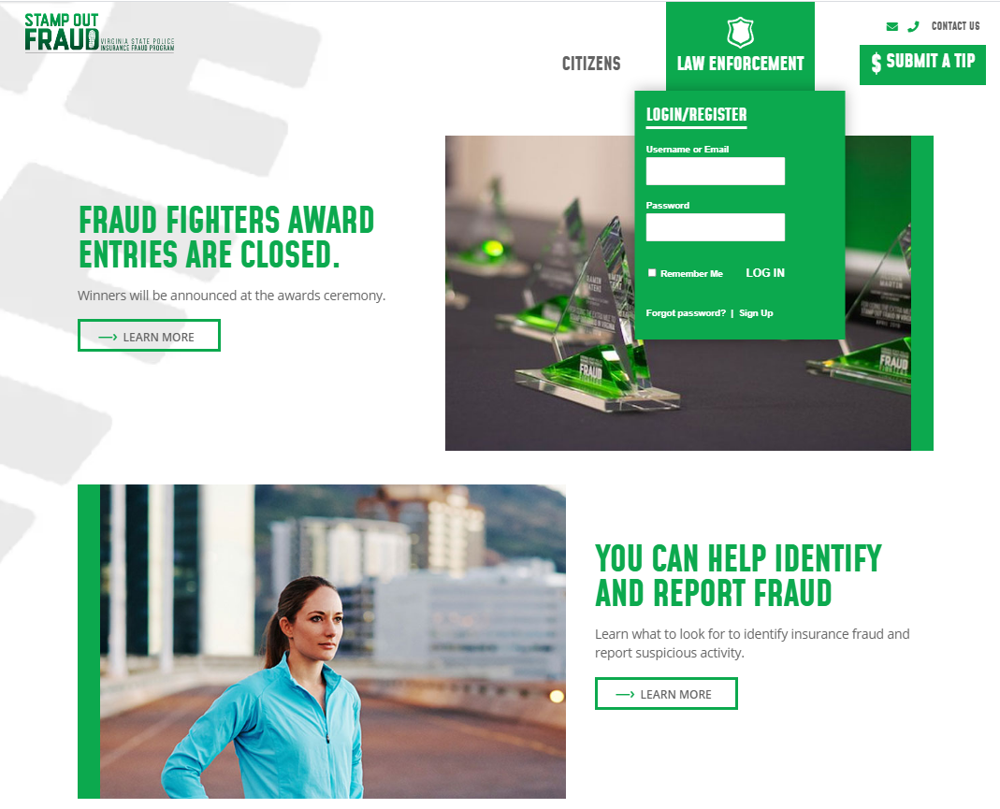 STAMP OUT
FRAUD
VIRGINIA STATE POLICE
INSURANCE FRAUD PROGRAM
CITIZENS
LAW ENFORCEMENT
CONTACT US
$ SUBMIT A TIP
LOGIN/REGISTER
Username or Email
Password
Remember Me LOG IN
Forgot password? | Sign Up
FRAUD FIGHTERS AWARD
ENTRIES ARE CLOSED.
Winners will be announced at the awards ceremony.
LEARN MORE
FRAUD
FRAUD
YOU CAN HELP IDENTIFY
AND REPORT FRAUD
Learn what to look for to identify insurance fraud and
report suspicious activity.
LEARN MORE